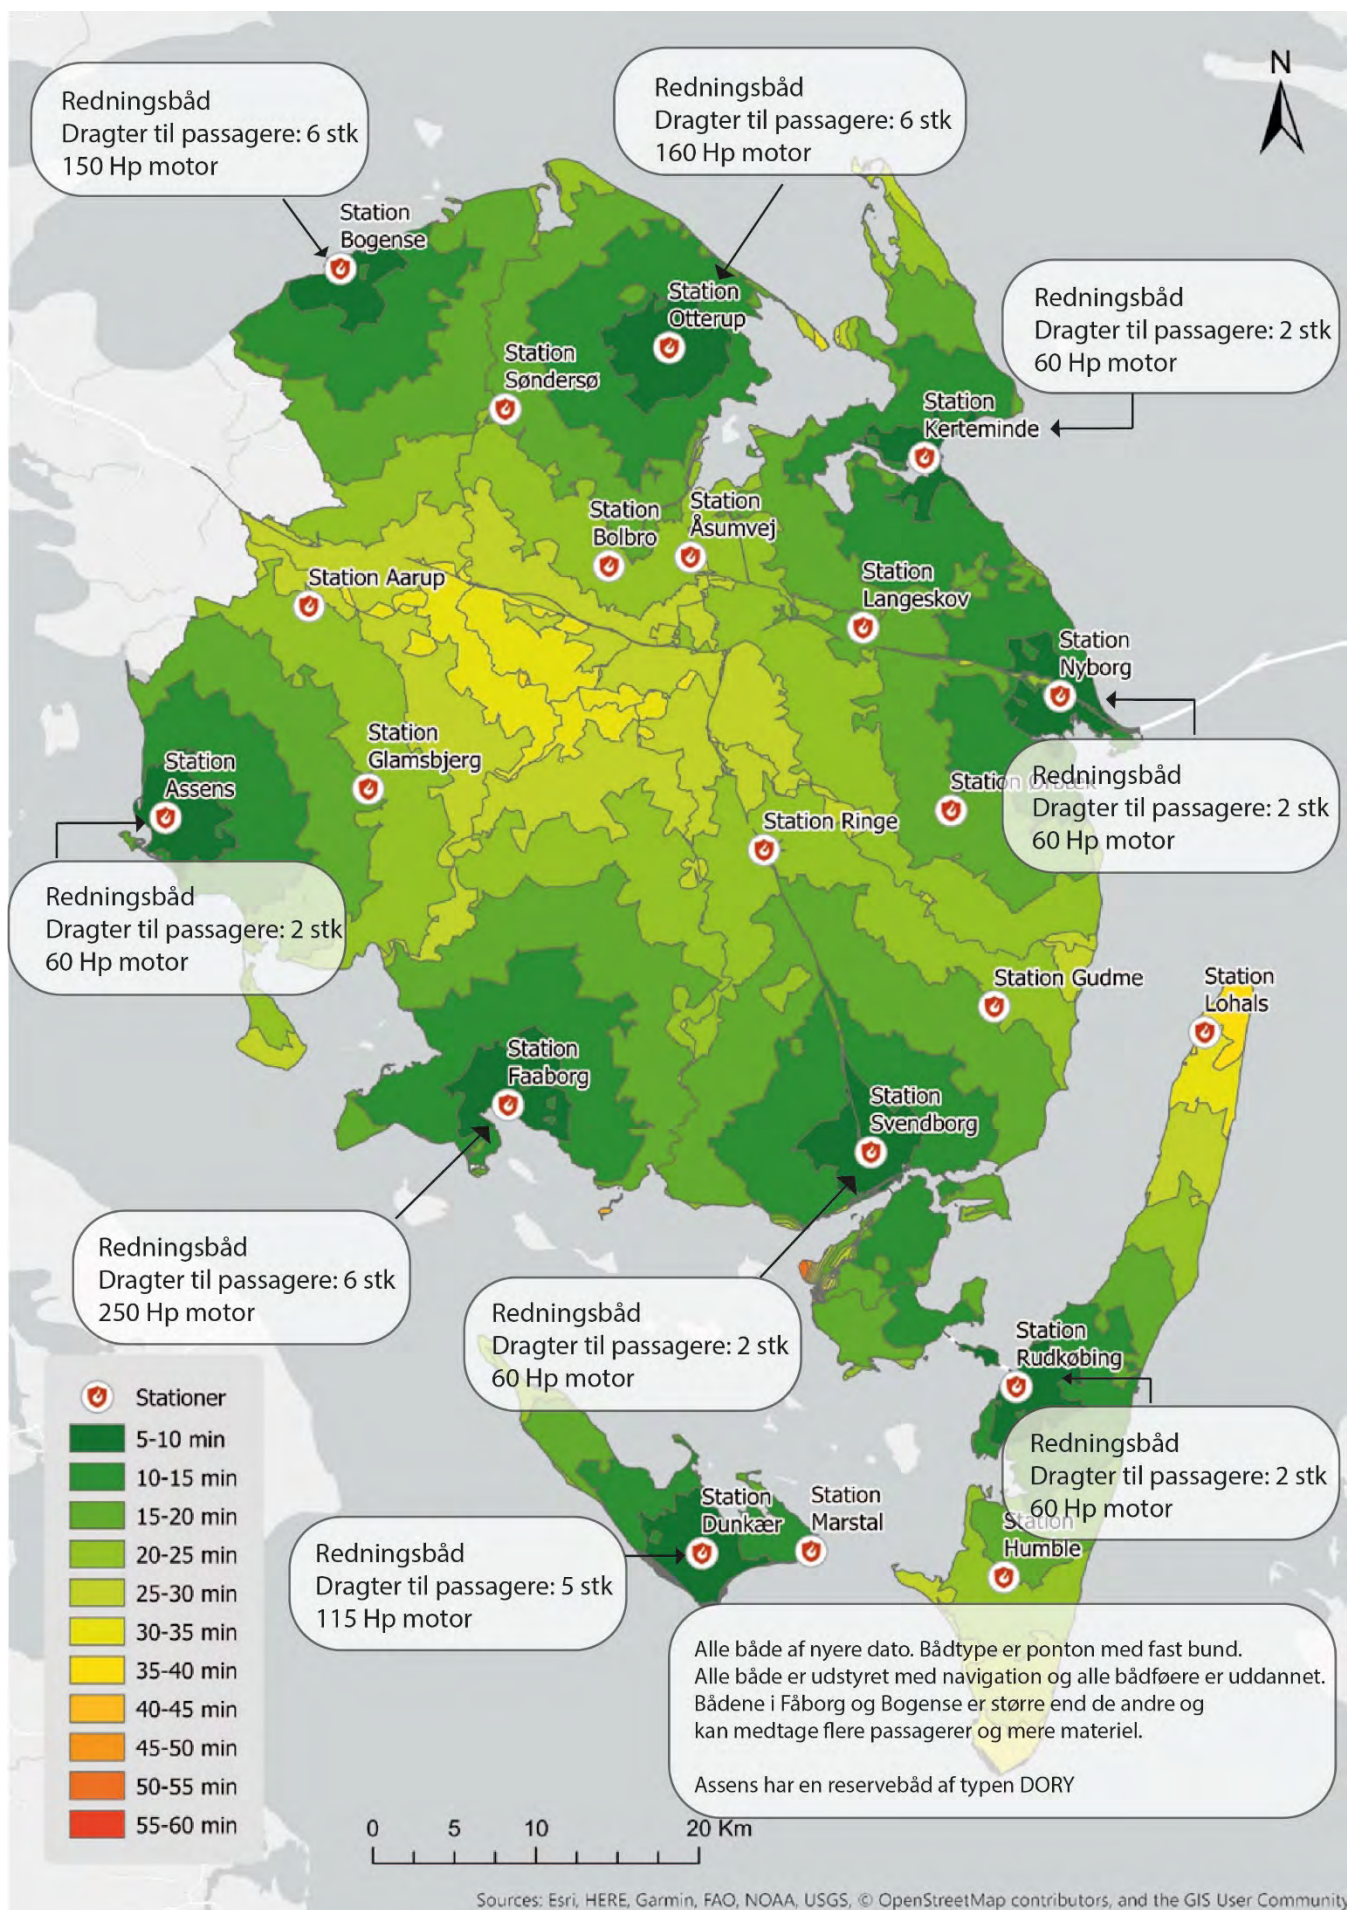 Redningsbåd
Dragter til passagere: 6 stk
150 Hp motor
Redningsbåd
Dragter til passagere: 6 stk
160 Hp motor
N
Station
Bogense
Station
Otterup
Redningsbåd
Dragter til passagere: 2 stk
60 Hp motor
Station
Søndersø
Station
Kerteminde
Station
Bolbro
Station
Åsumvej
Station Aarup
Station
Langeskov
Station
Nyborg
Station
Glamsbjerg
Station
Assens
Station
Redningsbåd
Dragter til passagere: 2 stk
60 Hp motor
Station Ringe
Redningsbåd
Dragter til passagere: 2 stk
60 Hp motor
Station Gudme
Station
Lohals
Station
Faaborg
Station
Svendborg
Redningsbåd
Dragter til passagere: 6 stk
250 Hp motor
Redningsbåd
Dragter til passagere: 2 stk
60 Hp motor
Station
Rudkøbing
Redningsbåd
Dragter til passagere: 2 stk
60 Hp motor
Station
Humble
Station
Dunkær
Station
Marstal
Redningsbåd
Dragter til passagere: 5 stk
115 Hp motor
Stationer
5-10 min
10-15 min
15-20 min
20-25 min
25-30 min
30-35 min
35-40 min
40-45 min
45-50 min
50-55 min
55-60 min
Alle både af nyere dato. Bådtype er ponton med fast bund.
Alle både er udstyret med navigation og alle bådføere er uddannet.
Bådene i Fåborg og Bogense er større end de andre og
kan medtage flere passagerer og mere materiel.
Assens har en reservebåd af typen DORY
0 5 10 20 Km
Sources: Esri, HERE, Garmin, FAO, NOAA, USGS, © OpenStreetMap contributors, and the GIS User Community